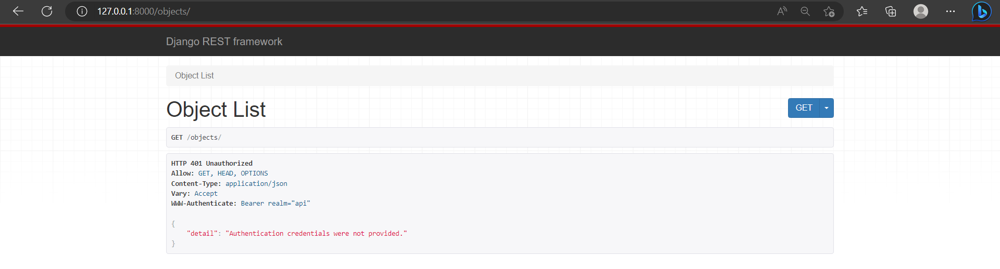 127.0.0.1:8000/objects/
Django REST framework
Object List
Object List
GET
GET /objects/
HTTP 401 Unauthorized
Allow: GET, HEAD, OPTIONS
Content-Type: application/json
Vary: Accept
WWW-Authenticate: Bearer realm="api"
{
    "detail": "Authentication credentials were not provided."
}